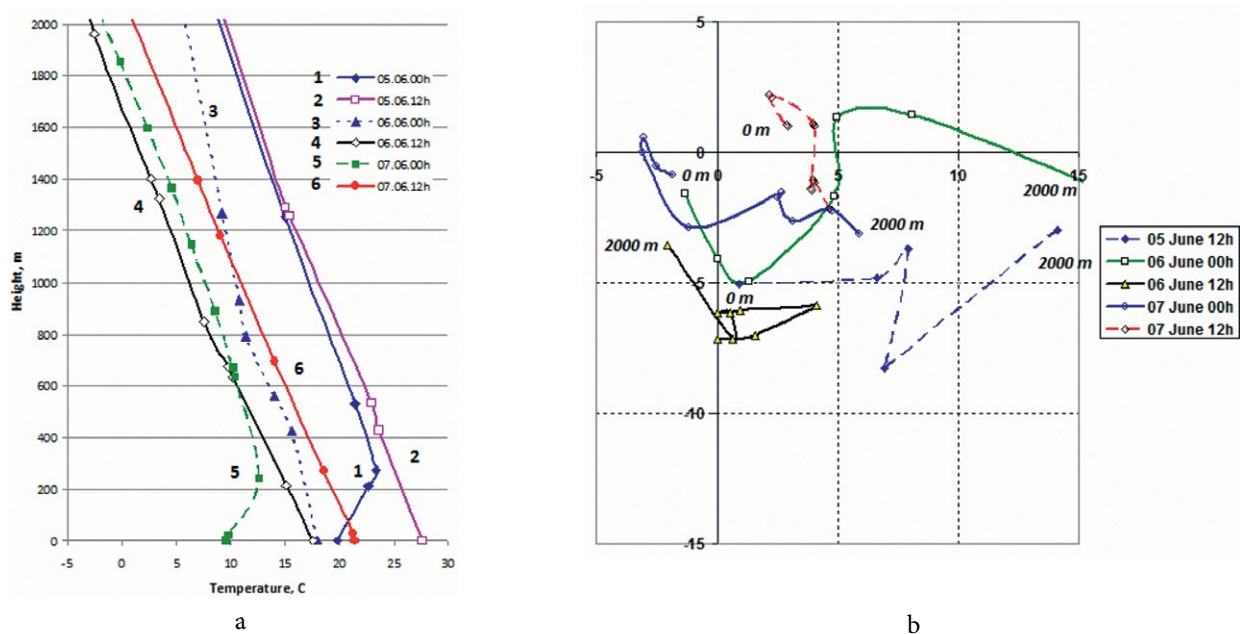 2000
1800
1600
1400
1200
1000
800
600
400
200
0
Height, m
-5 0 5 10 15 20 25 30
Temperature, C
1 05.06.00h
2 05.06.12h
3 06.06.00h
4 06.06.12h
5 07.06.00h
6 07.06.12h
3
4
6
5
1
2
a
5
0
-5
-10
-15
-5 0 5 10 15
0 m
0 m
2000 m
2000 m
2000 m
0 m
2000 m
05 June 12h
06 June 00h
06 June 12h
07 June 00h
07 June 12h
b